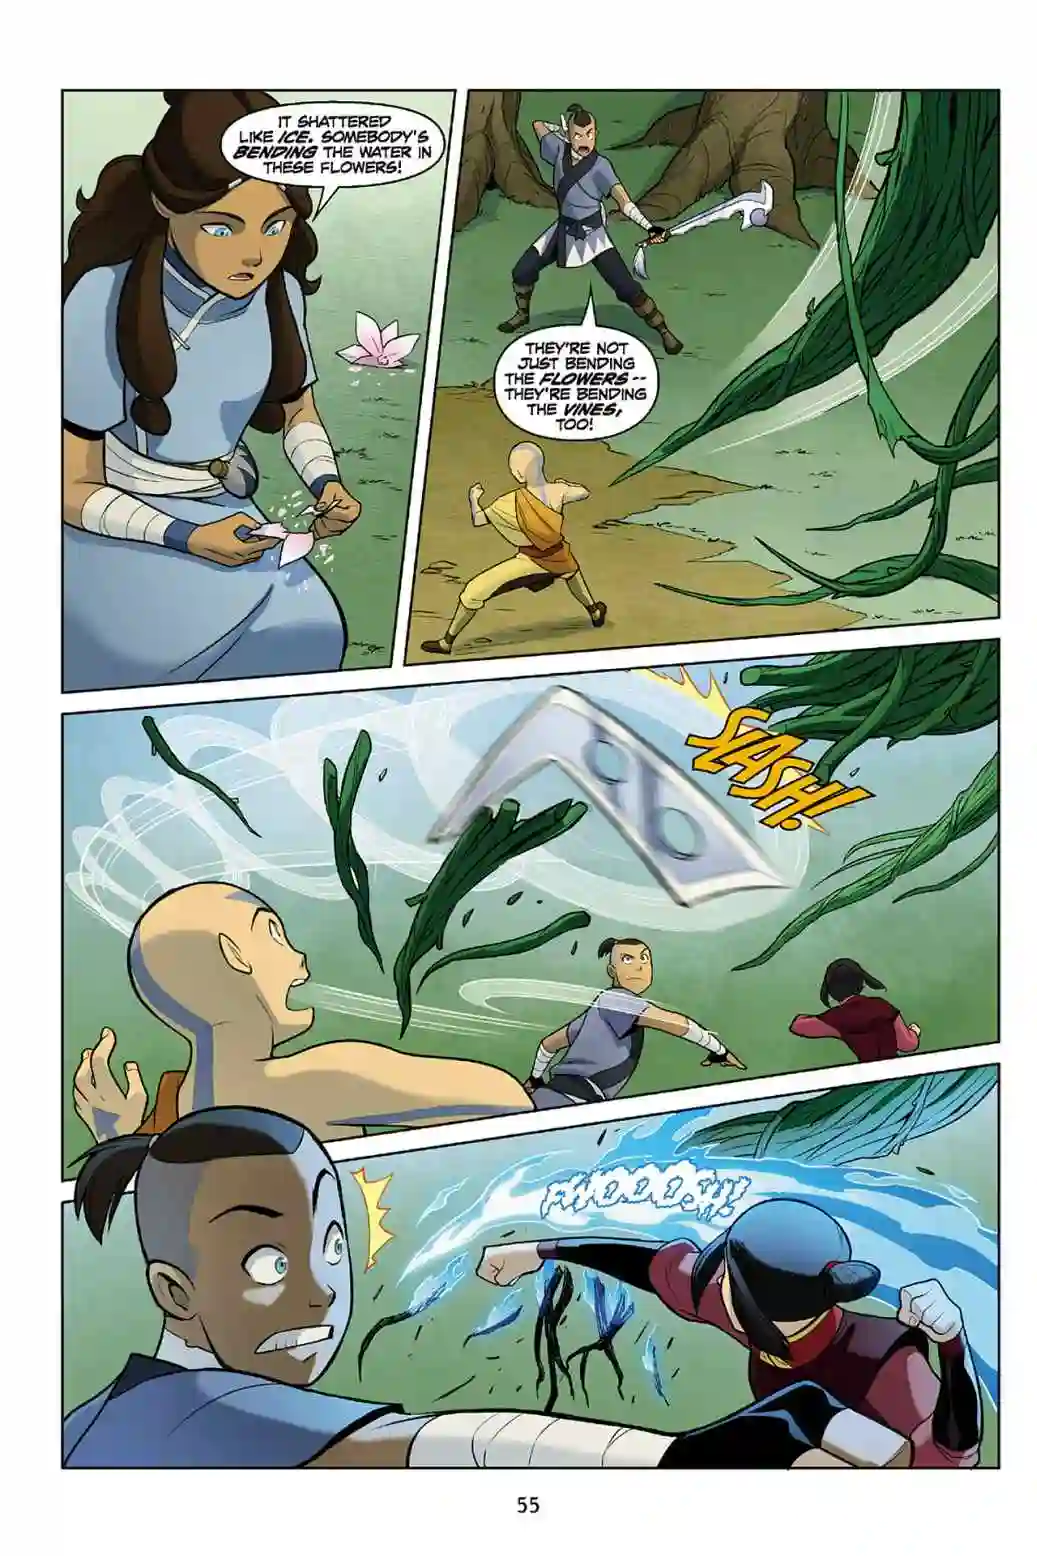 IT SHATTERED
LIKE ICE. SOMEBODY'S
BENDING THE WATER IN
THESE FLOWERS!
THEY'RE NOT
JUST BENDING
THE FLOWERS --
THEY'RE BENDING
THE VINES,
TOO!
SLASH!
FWOOOSH!
55